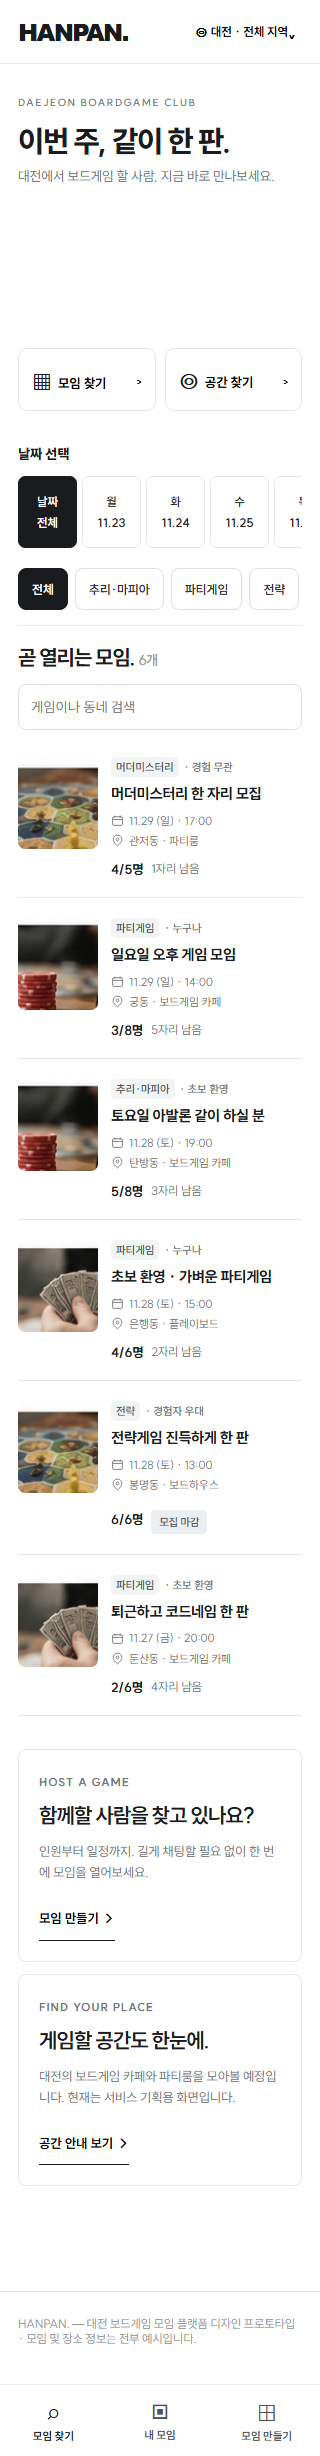 HANPAN.
대전 · 전체 지역
DAEJEON BOARDGAME CLUB
이번 주, 같이 한 판.
대전에서 보드게임 할 사람, 지금 바로 만나보세요.
모임 찾기 >
공간 찾기 >
날짜 선택
날짜 전체
월 11.23
화 11.24
수 11.25
11.
전체
추리·마피아
파티게임
전략
곧 열리는 모임. 6개
게임이나 동네 검색
머더미스터리 · 경험 무관
머더미스터리 한 자리 모집
11.29 (일) · 17:00
관저동 · 파티룸
4/5명 1자리 남음
파티게임 · 누구나
일요일 오후 게임 모임
11.29 (일) · 14:00
궁동 · 보드게임 카페
3/8명 5자리 남음
추리·마피아 · 초보 환영
토요일 아발론 같이 하실 분
11.28 (토) · 19:00
탄방동 · 보드게임 카페
5/8명 3자리 남음
파티게임 · 누구나
초보 환영 · 가벼운 파티게임
11.28 (토) · 15:00
은행동 · 플레이보드
4/6명 2자리 남음
전략 · 경험자 우대
전략게임 진득하게 한 판
11.28 (토) · 13:00
봉명동 · 보드하우스
6/6명 모집 마감
파티게임 · 초보 환영
퇴근하고 코드네임 한 판
11.27 (금) · 20:00
둔산동 · 보드게임 카페
2/6명 4자리 남음
HOST A GAME
함께할 사람을 찾고 있나요?
인원부터 일정까지. 길게 채팅할 필요 없이 한 번
에 모임을 열어보세요.
모임 만들기 >
FIND YOUR PLACE
게임할 공간도 한눈에.
대전의 보드게임 카페와 파티룸을 모아볼 예정입
니다. 현재는 서비스 기획용 화면입니다.
공간 안내 보기 >
HANPAN. — 대전 보드게임 모임 플랫폼 디자인 프로토타입
· 모임 및 장소 정보는 전부 예시입니다.
모임 찾기
내 모임
모임 만들기